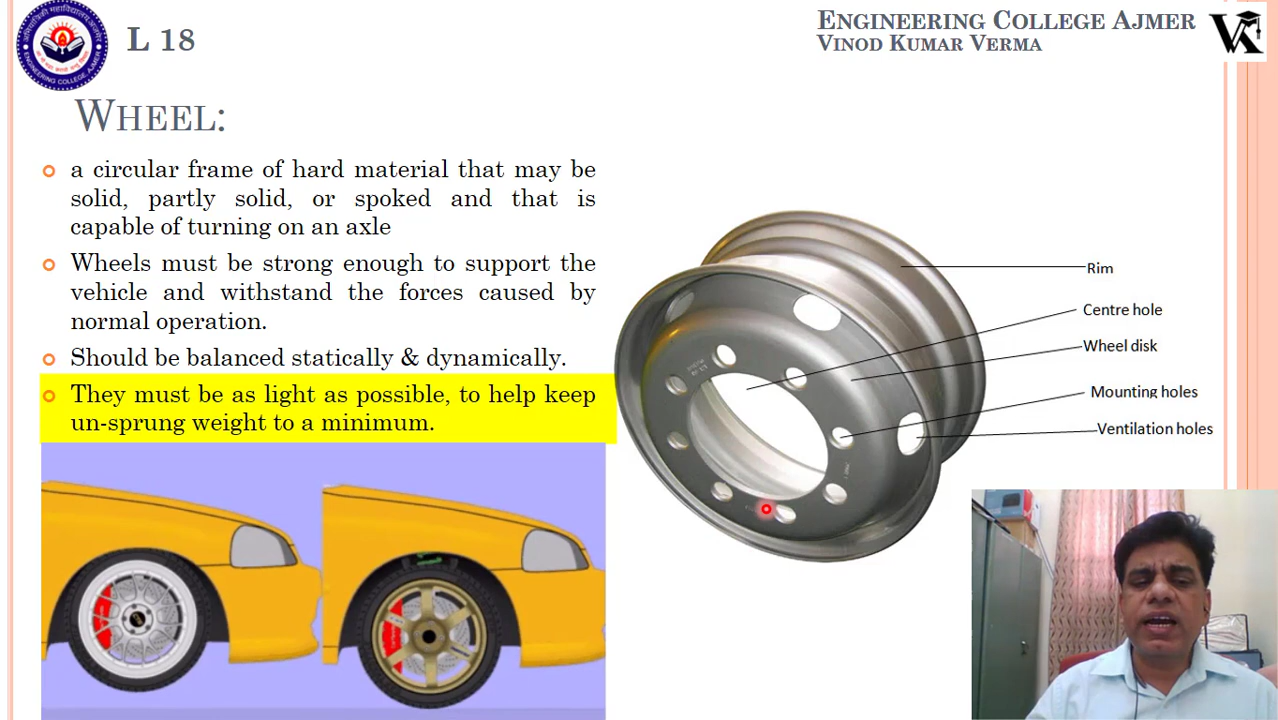 L 18
ENGINEERING COLLEGE AJMER
VINOD KUMAR VERMA
WHEEL:
a circular frame of hard material that may be
solid, partly solid, or spoked and that is
capable of turning on an axle
Wheels must be strong enough to support the
vehicle and withstand the forces caused by
normal operation.
Should be balanced statically & dynamically.
They must be as light as possible, to help keep
un-sprung weight to a minimum.
Rim
Centre hole
Wheel disk
Mounting holes
Ventilation holes